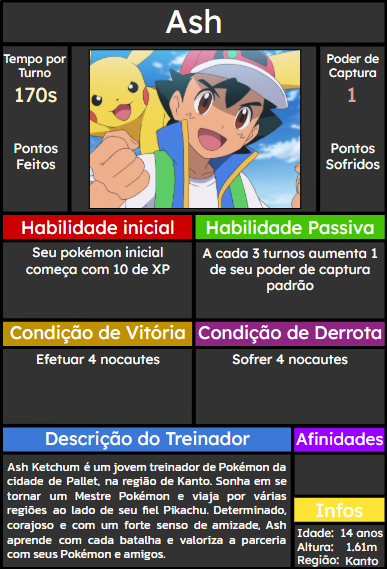 Ash
Tempo por
Turno
170s
Pontos
Feitos
Poder de
Captura
1
Pontos
Sofridos
Habilidade inicial
Seu pokémon inicial
começa com 10 de XP
Habilidade Passiva
A cada 3 turnos aumenta 1
de seu poder de captura
padrão
Condição de Vitória
Efetuar 4 nocautes
Condição de Derrota
Sofrer 4 nocautes
Descrição do Treinador
Ash Ketchum é um jovem treinador de Pokémon da
cidade de Pallet, na região de Kanto. Sonha em se
tornar um Mestre Pokémon e viaja por várias
regiões ao lado de seu fiel Pikachu. Determinado,
corajoso e com um forte senso de amizade, Ash
aprende com cada batalha e valoriza a parceria
com seus Pokémon e amigos.
Afinidades
Infos
Idade: 14 anos
Altura: 1.61m
Região: Kanto